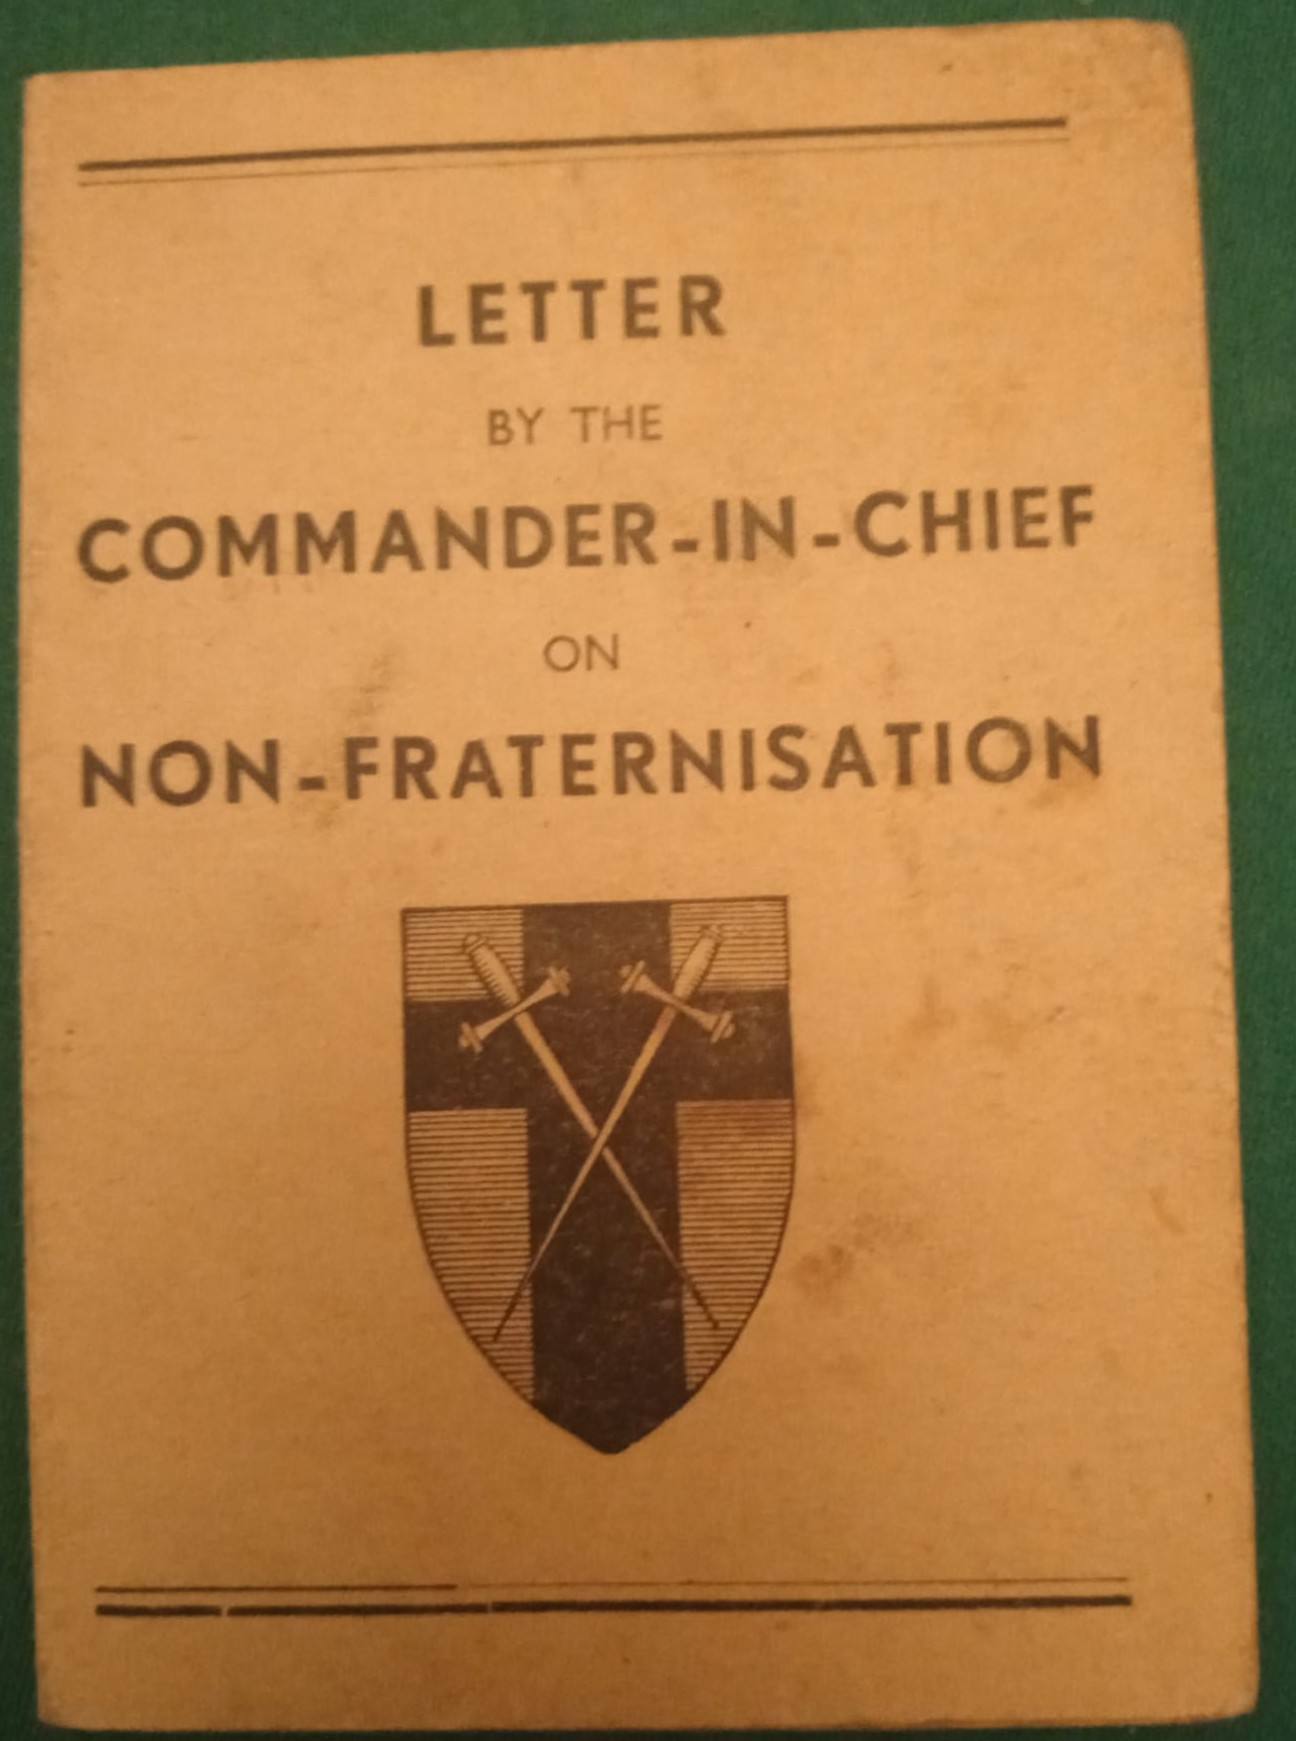 LETTER
BY THE
COMMANDER-IN-CHIEF
ON
NON-FRATERNISATION